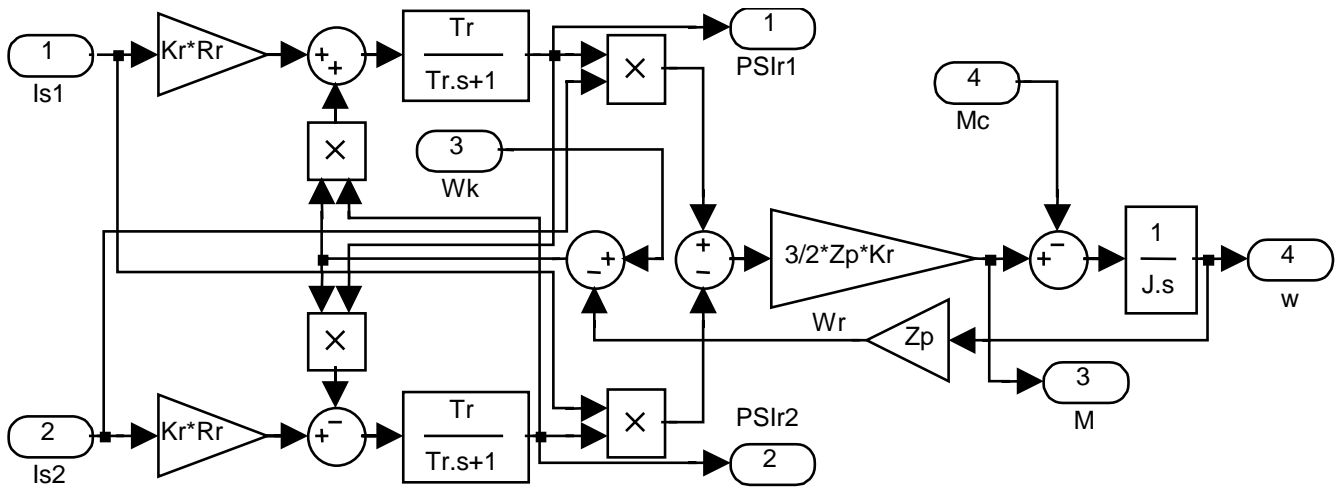 1
Is1
Kr*Rr
+
+
Tr
Tr.s+1
×
1
PSIr1
4
Mc
×
3
Wk
+
−
+
−
3/2*Zp*Kr
−
+
1
J.s
4
w
×
Wr
Zp
3
M
2
Is2
Kr*Rr
+
−
Tr
Tr.s+1
×
PSIr2
2